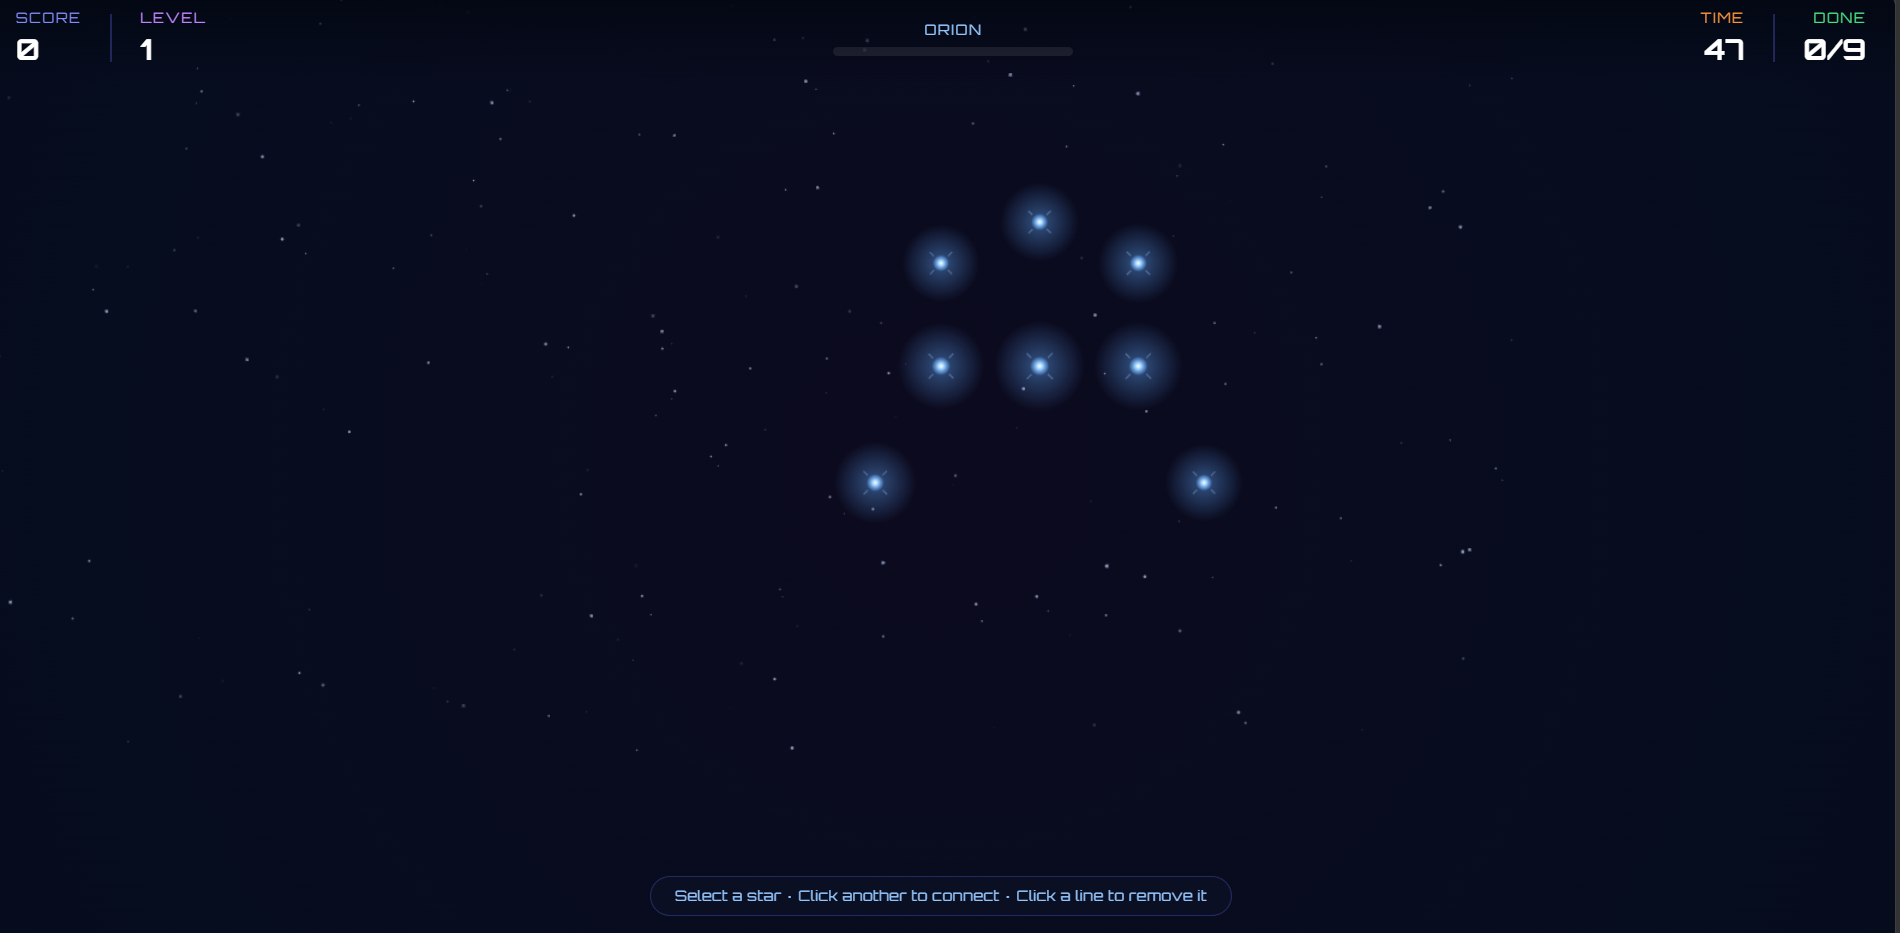 SCORE
0
LEVEL
1
ORION
TIME
47
DONE
0/9
Select a star · Click another to connect · Click a line to remove it